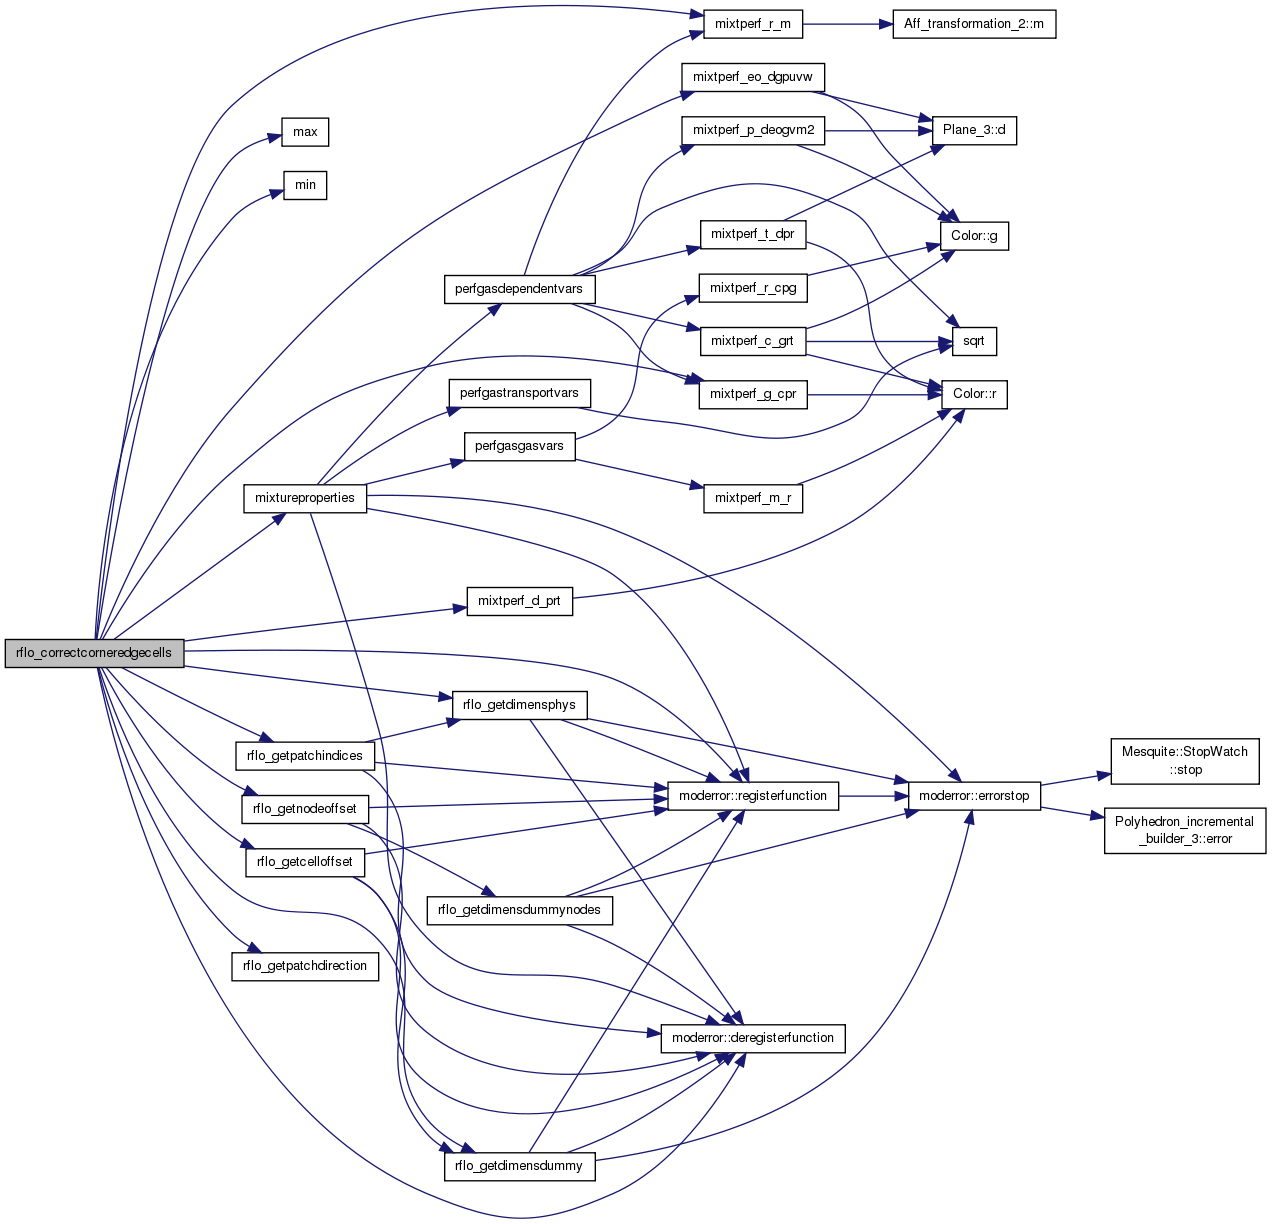 mixtperf_r_m
Aff_transformation_2::m
mixtperf_eo_dgpuvw
max
mixtperf_p_deogvm2
Plane_3::d
min
mixtperf_t_dpr
Color::g
perfgasdependentvars
mixtperf_r_cpg
mixtperf_c_grt
sqrt
perfgastransportvars
mixtperf_g_cpr
Color::r
perfgasgasvars
mixtureproperties
mixtperf_m_r
mixtperf_d_prt
rflo_correctcorneredgecells
rflo_getdimensphys
rflo_getpatchindices
Mesquite::StopWatch
::stop
rflo_getnodeoffset
moderror::registerfunction
moderror::errorstop
Polyhedron_incremental
_builder_3::error
rflo_getcelloffset
rflo_getdimensdummynodes
rflo_getpatchdirection
moderror::deregisterfunction
rflo_getdimensdummy